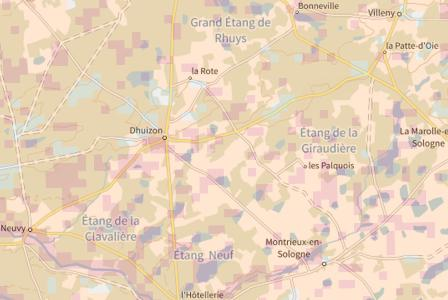 Bonneville
Villeny
Grand Étang de
Rhuys
la Patte-d'Oie
la Rote
Dhuizon
Étang de la
Giraudière
La Marolle-e
Sologne
les Palquois
Neuvy
Étang de la
Clavalière
Étang Neuf
Montrieux-en-
Sologne
l'Hôtellerie